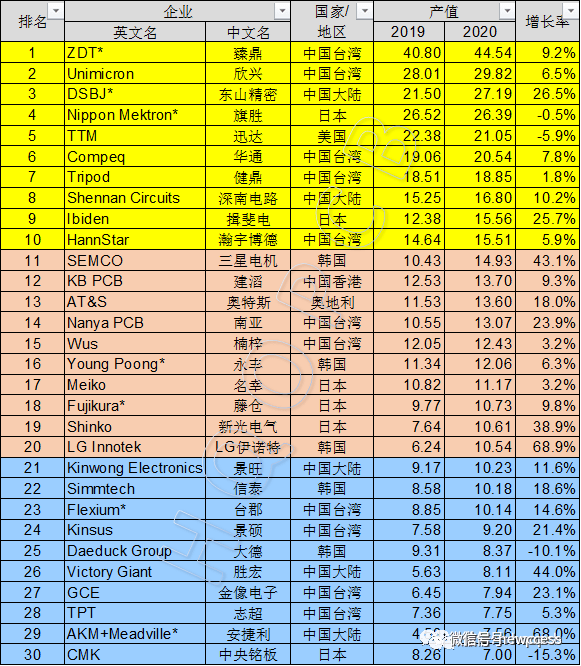 排名 企业 国家/地区 产值 增长率
英文名 中文名 2019 2020
1 ZDT* 臻鼎 中国台湾 40.80 44.54 9.2%
2 Unimicron 欣兴 中国台湾 28.01 29.82 6.5%
3 DSBJ* 东山精密 中国大陆 21.50 27.19 26.5%
4 Nippon Mektron* 旗胜 日本 26.52 26.39 -0.5%
5 TTM 迅达 美国 22.38 21.05 -5.9%
6 Compeq 华通 中国台湾 19.06 20.54 7.8%
7 Tripod 健鼎 中国台湾 18.51 18.85 1.8%
8 Shennan Circuits 深南电路 中国大陆 15.25 16.80 10.2%
9 Ibiden 揖斐电 日本 12.38 15.56 25.7%
10 HannStar 瀚宇博德 中国台湾 14.64 15.51 5.9%
11 SEMCO 三星电机 韩国 10.43 14.93 43.1%
12 KB PCB 建滔 中国香港 12.53 13.70 9.3%
13 AT&S 奥特斯 奥地利 11.53 13.60 18.0%
14 Nanya PCB 南亚 中国台湾 10.55 13.07 23.9%
15 Wus 楠梓 中国台湾 12.05 12.43 3.2%
16 Young Poong* 永丰 韩国 11.34 12.06 6.3%
17 Meiko 名幸 日本 10.82 11.17 3.2%
18 Fujikura* 藤仓 日本 9.77 10.73 9.8%
19 Shinko 新光电气 日本 7.64 10.61 38.9%
20 LG Innotek LG伊诺特 韩国 6.24 10.54 68.9%
21 Kinwong Electronics 景旺 中国大陆 9.17 10.23 11.6%
22 Simmtech 信泰 韩国 8.58 10.18 18.6%
23 Flexium* 台郡 中国台湾 8.85 10.14 14.6%
24 Kinsus 景硕 中国台湾 7.58 9.20 21.4%
25 Daeduck Group 大德 韩国 9.31 8.37 -10.1%
26 Victory Giant 胜宏 中国大陆 5.63 8.11 44.0%
27 GCE 金像电子 中国台湾 6.45 7.94 23.1%
28 TPT 志超 中国台湾 7.36 7.75 5.3%
29 AKM+Meadville* 安捷利 中国大陆 68.0%
30 CMK 中央铭板 日本 8.26 7.00 -15.3%